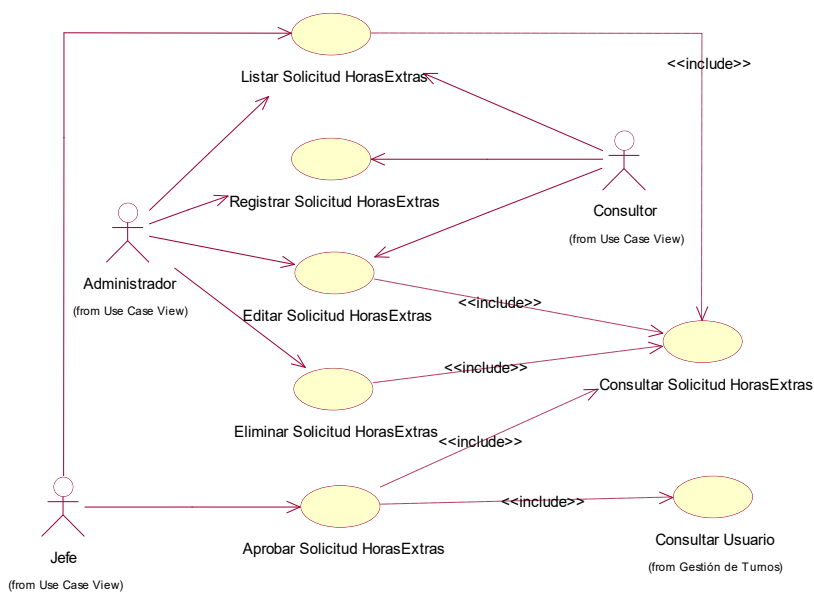 <<include>>
Listar Solicitud HorasExtras
Registrar Solicitud HorasExtras
Consultor
(from Use Case View)
Administrador
(from Use Case View)
<<include>>
Editar Solicitud HorasExtras
<<include>>
Consultar Solicitud HorasExtras
Eliminar Solicitud HorasExtras
<<include>>
<<include>>
Aprobar Solicitud HorasExtras
Consultar Usuario
(from Gestión de Turnos)
Jefe
(from Use Case View)